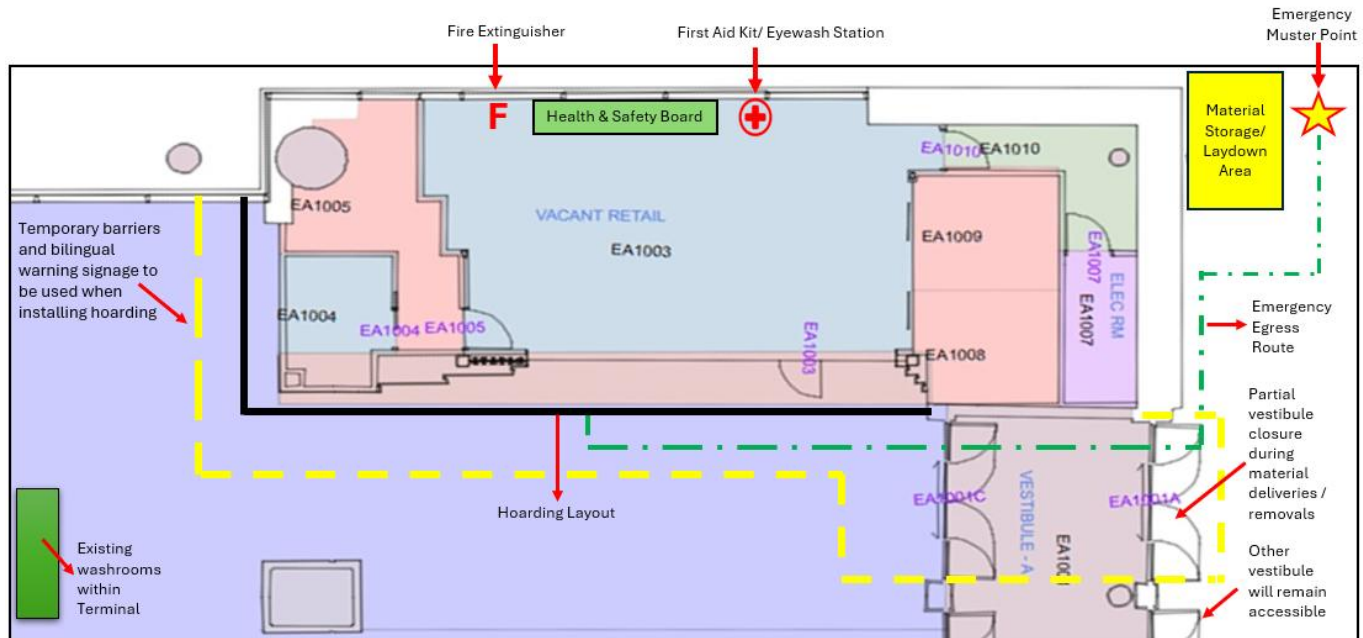 Fire Extinguisher
First Aid Kit/ Eyewash Station
Emergency
Muster Point
F
Health & Safety Board
Material
Storage/
Laydown
Area
EA1010
EA1010
EA1005
VACANT RETAIL
EA1003
EA1009
Temporary barriers
and bilingual
warning signage to
be used when
installing hoarding
EA1007
EA1007
ELEC RM
EA1004
EA1004
EA1005
EA1003
EA1008
Emergency
Egress
Route
Partial
vestibule
closure
during
material
deliveries /
removals
Hoarding Layout
EA1001C
VESTIBULE - A
EA1001A
Existing
washrooms
within
Terminal
Other
vestibule
will remain
accessible